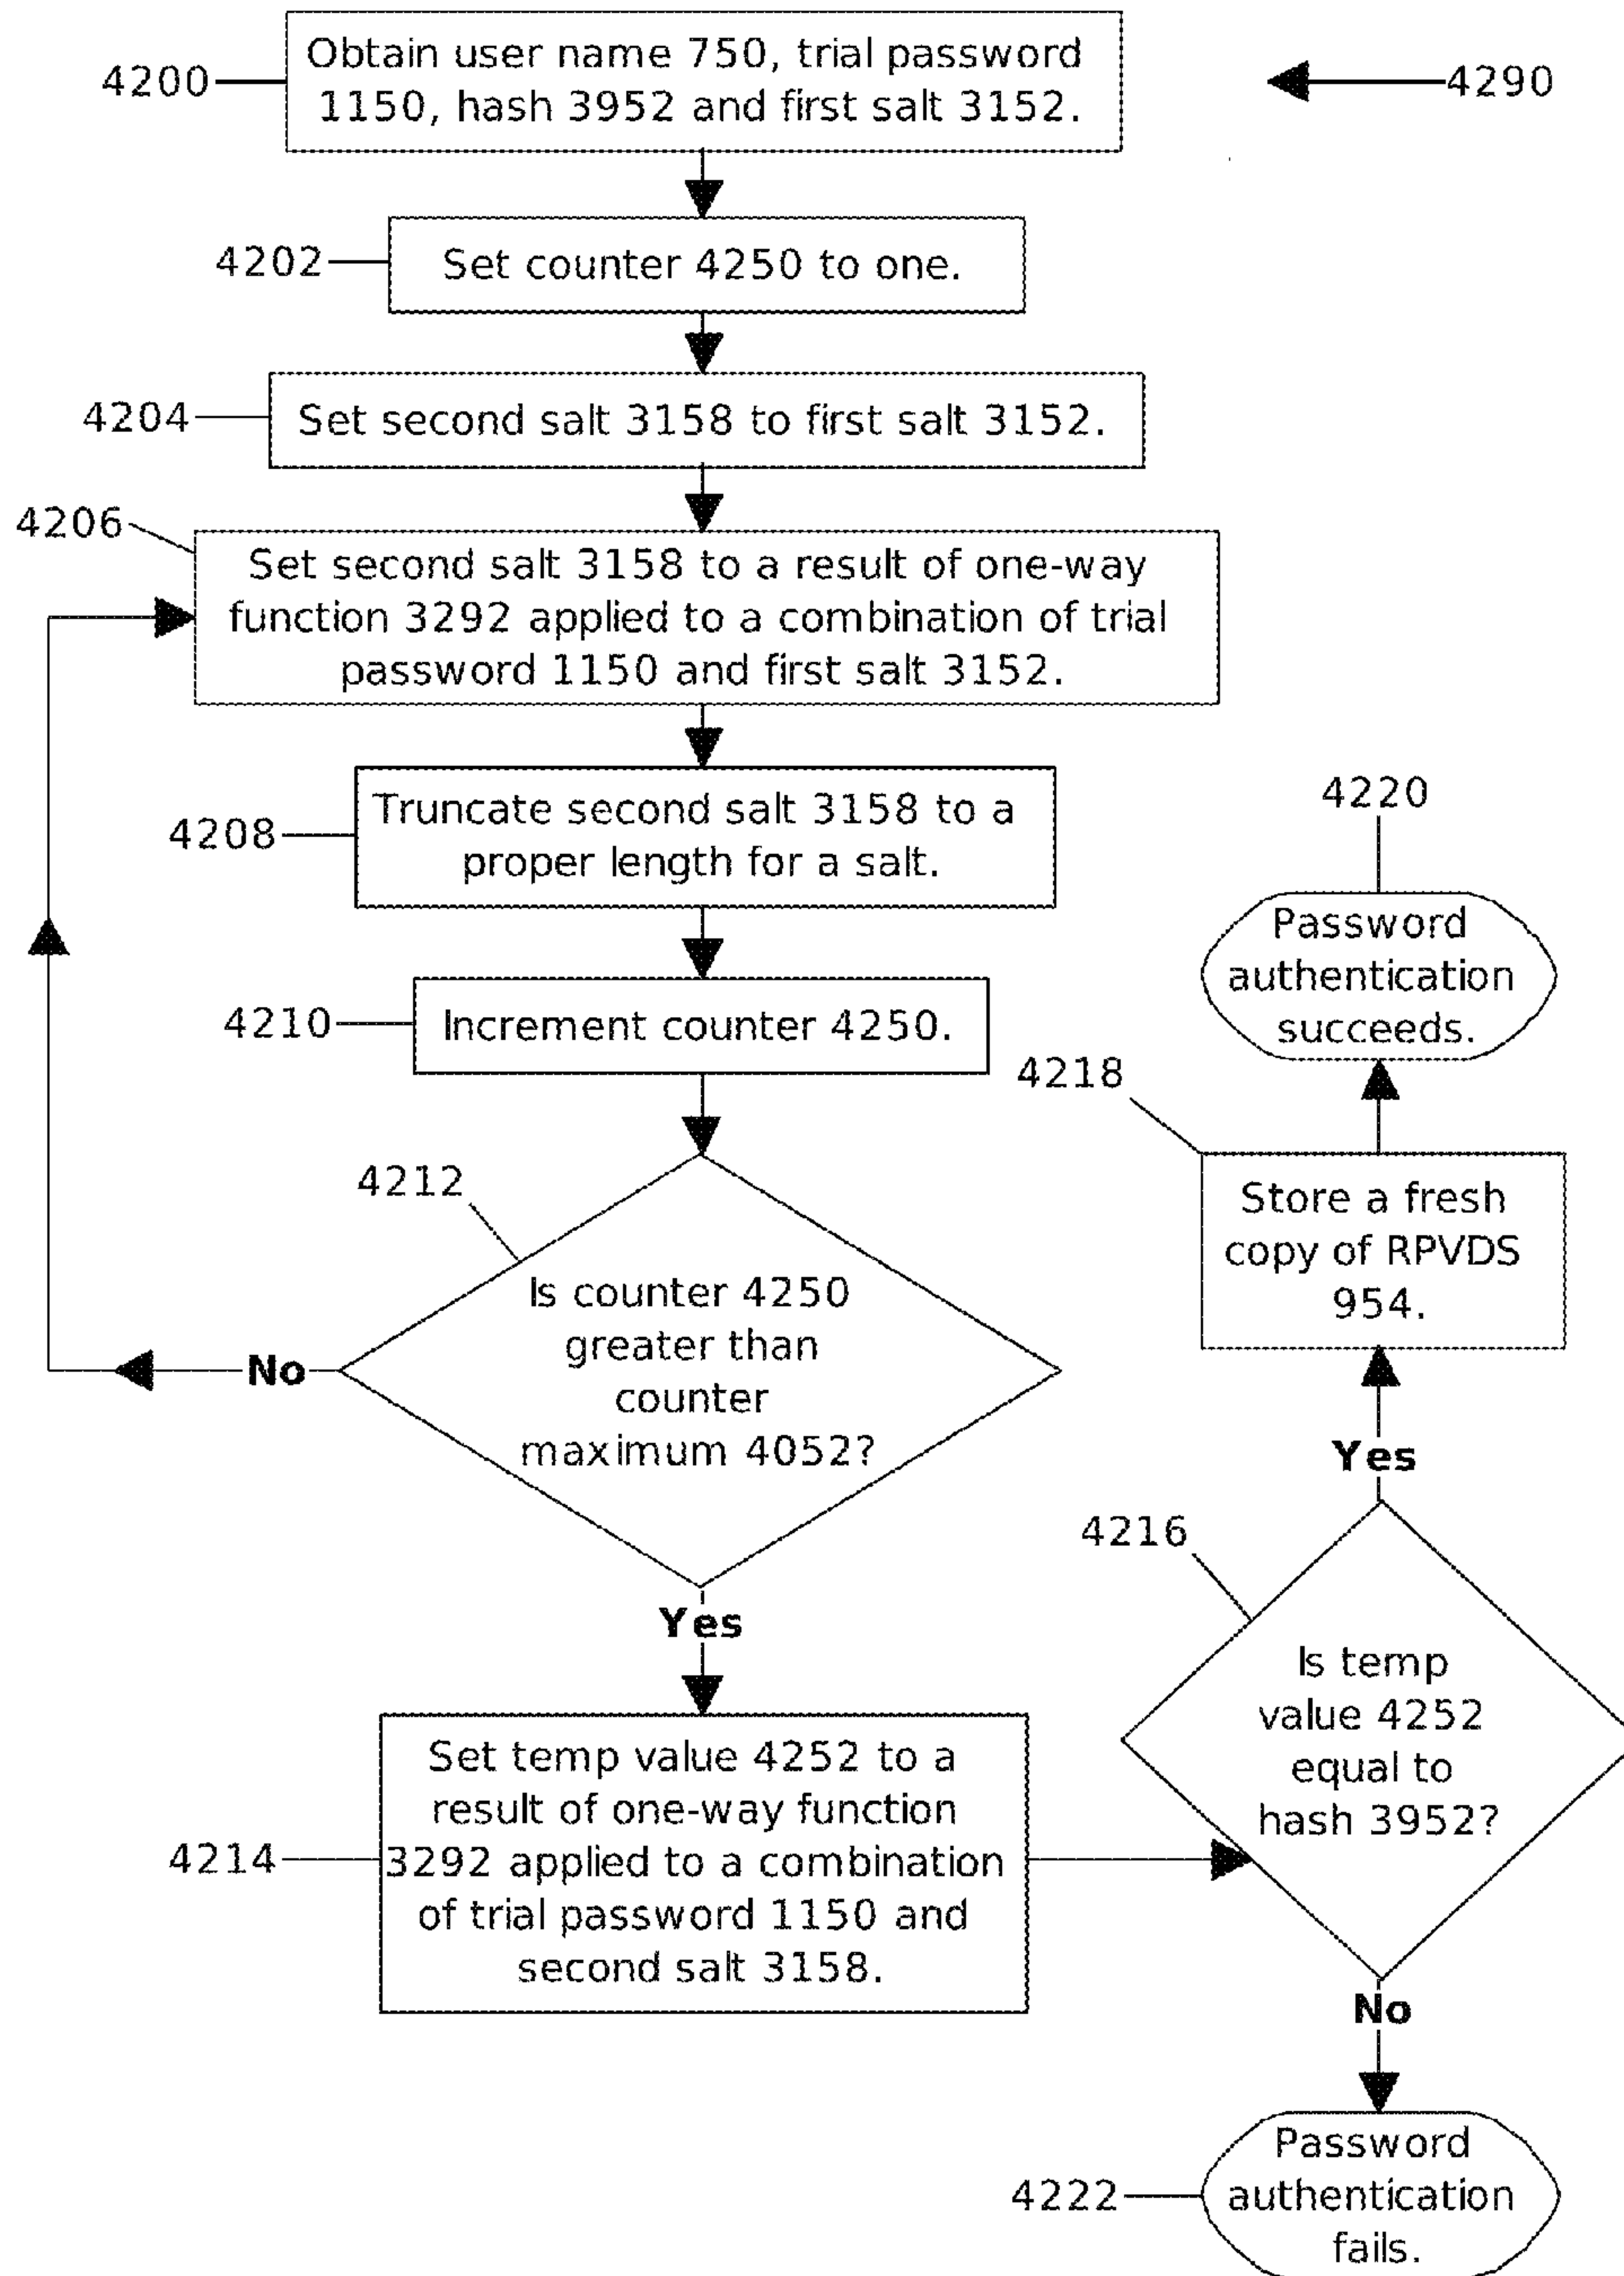 4200
Obtain user name 750, trial password
1150, hash 3952 and first salt 3152.
4290
4202
Set counter 4250 to one.
4204
Set second salt 3158 to first salt 3152.
4206
Set second salt 3158 to a result of one-way
function 3292 applied to a combination of trial
password 1150 and first salt 3152.
4208
Truncate second salt 3158 to a
proper length for a salt.
4210
Increment counter 4250.
4212
Is counter 4250
greater than
counter
maximum 4052?
No
Yes
4214
Set temp value 4252 to a
result of one-way function
3292 applied to a combination
of trial password 1150 and
second salt 3158.
4216
Is temp
value 4252
equal to
hash 3952?
Yes
4218
Store a fresh
copy of RPVDS
954.
4220
Password
authentication
succeeds.
No
4222
Password
authentication
fails.